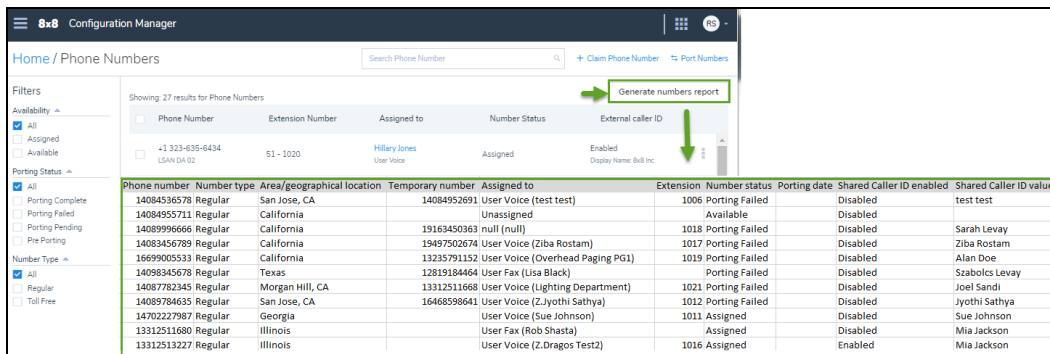 8x8 Configuration Manager RS
Home / Phone Numbers Search Phone Number + Claim Phone Number Port Numbers
Filters
Availability
All
Assigned
Available
Porting Status
All
Porting Complete
Porting Failed
Porting Pending
Pre Porting
Number Type
All
Regular
Toll Free
Showing: 27 results for Phone Numbers Generate numbers report
Phone Number Extension Number Assigned to Number Status External caller ID
+1 323-635-6434 51 - 1020 Hillary Jones Assigned Enabled
LSAN DA 02 User Voice Display Name: 8x8 Inc
Phone number Number type Area/geographical location Temporary number Assigned to Extension Number status Porting date Shared Caller ID enabled Shared Caller ID value
14084536578 Regular San Jose, CA 14084952691 User Voice (test test) 1006 Porting Failed Disabled test test
14084955711 Regular California Unassigned Available Disabled
14089996666 Regular California 19163450363 null (null) 1018 Porting Failed Disabled Sarah Levay
14083456789 Regular California 19497502674 User Voice (Ziba Rostam) 1017 Porting Failed Disabled Ziba Rostam
16699005533 Regular California 13235791152 User Voice (Overhead Paging PG1) 1019 Porting Failed Disabled Alan Doe
14098345678 Regular Texas 12819184464 User Fax (Lisa Black) Porting Failed Disabled Szabolcs Levay
14087782345 Regular Morgan Hill, CA 13312511668 User Voice (Lighting Department) 1021 Porting Failed Disabled Joel Sandi
14089784635 Regular San Jose, CA 16468598641 User Voice (Z.Jyothi Sathya) 1012 Porting Failed Disabled Jyothi Sathya
14702227987 Regular Georgia User Voice (Sue Johnson) 1011 Assigned Disabled Sue Johnson
13312511680 Regular Illinois User Fax (Rob Shasta) Assigned Disabled Mia Jackson
13312513227 Regular Illinois User Voice (Z.Dragos Test2) 1016 Assigned Enabled Mia Jackson